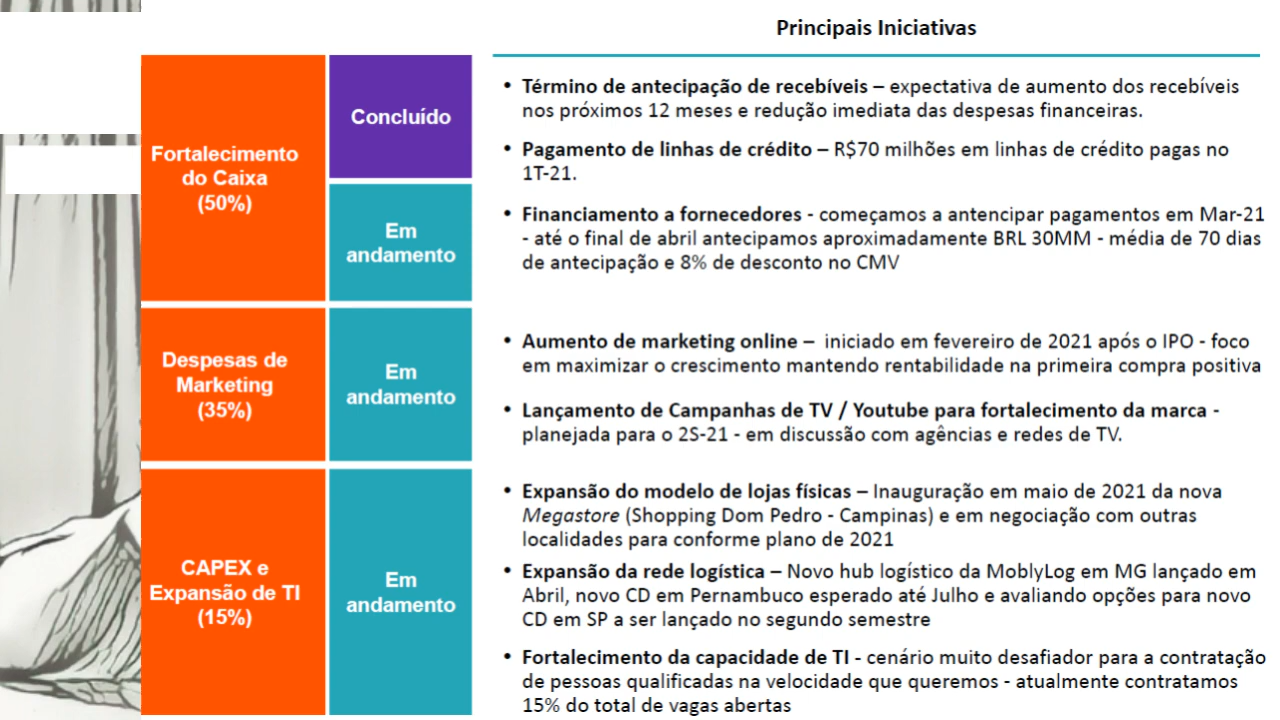 Principais Iniciativas
Fortalecimento
do Caixa
(50%)
Concluído
• Término de antecipação de recebíveis – expectativa de aumento dos recebíveis
nos próximos 12 meses e redução imediata das despesas financeiras.
• Pagamento de linhas de crédito – R$70 milhões em linhas de crédito pagas no
1T-21.
Em
andamento
• Financiamento a fornecedores - começamos a antencipar pagamentos em Mar-21
- até o final de abril antecipamos aproximadamente BRL 30MM - média de 70 dias
de antecipação e 8% de desconto no CMV
Despesas de
Marketing
(35%)
Em
andamento
• Aumento de marketing online – iniciado em fevereiro de 2021 após o IPO - foco
em maximizar o crescimento mantendo rentabilidade na primeira compra positiva
• Lançamento de Campanhas de TV / Youtube para fortalecimento da marca -
planejada para o 2S-21 - em discussão com agências e redes de TV.
CAPEX e
Expansão de TI
(15%)
Em
andamento
• Expansão do modelo de lojas físicas – Inauguração em maio de 2021 da nova
Megastore (Shopping Dom Pedro - Campinas) e em negociação com outras
localidades para conforme plano de 2021
• Expansão da rede logística – Novo hub logístico da MoblyLog em MG lançado em
Abril, novo CD em Pernambuco esperado até Julho e avaliando opções para novo
CD em SP a ser lançado no segundo semestre
• Fortalecimento da capacidade de TI - cenário muito desafiador para a contratação
de pessoas qualificadas na velocidade que queremos - atualmente contratamos
15% do total de vagas abertas